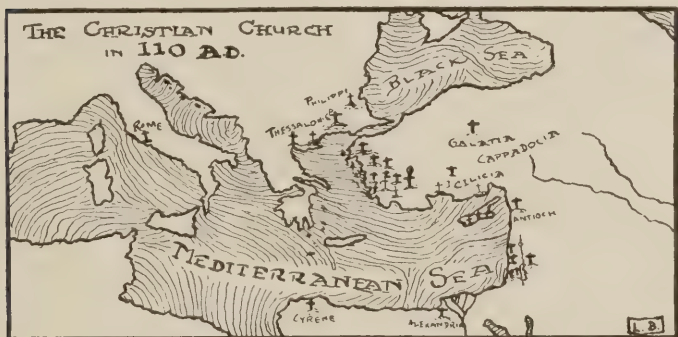 THE CHRISTIAN CHURCH
IN 110 A.D.
BLACK SEA
PHILIPPI
THESSALONICA
ROME
GALATIA
CAPPADOCIA
CILICIA
ANTIOCH
MEDITERRANEAN SEA
CYRENE
ALEXANDRIA
L.B.